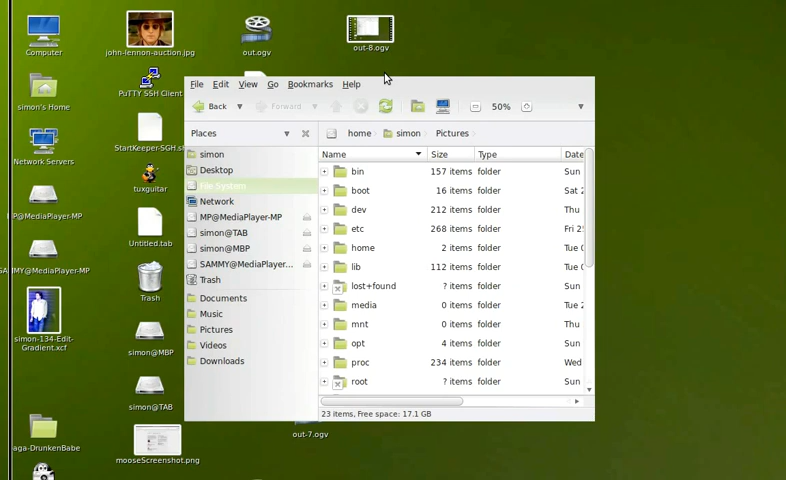 Computer
john-lennon-auction.jpg
out.ogv
out-8.ogv
simon's Home
PuTTY SSH Client
Network Servers
StartKeeper-SGH.s
tuxguitar
MP@MediaPlayer-MP
Untitled.tab
SAMMY@MediaPlayer-MP
Trash
simon-134-Edit-
Gradient.xcf
simon@MBP
simon@TAB
aga-DrunkenBabe
mooseScreenshot.png
out-7.ogv
File Edit View Go Bookmarks Help
Back Forward 50%
Places
home simon Pictures
simon
Desktop
File System
Network
MP@MediaPlayer-MP
simon@TAB
simon@MBP
SAMMY@MediaPlayer...
Trash
Documents
Music
Pictures
Videos
Downloads
Name Size Type Date
bin 157 items folder Sun
boot 16 items folder Sat 2
dev 212 items folder Thu
etc 268 items folder Fri 2
home 2 items folder Tue 0
lib 112 items folder Tue 0
lost+found ? items folder Sun
media 0 items folder Tue 2
mnt 0 items folder Thu
opt 4 items folder Sun
proc 234 items folder Wed
root ? items folder Sun
23 items, Free space: 17.1 GB